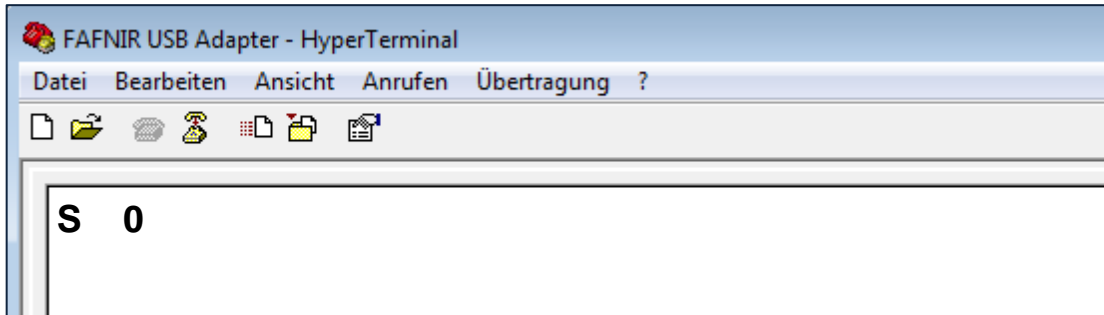 FAFNIR USB Adapter - HyperTerminal
Datei Bearbeiten Ansicht Anrufen Übertragung ?
S 0